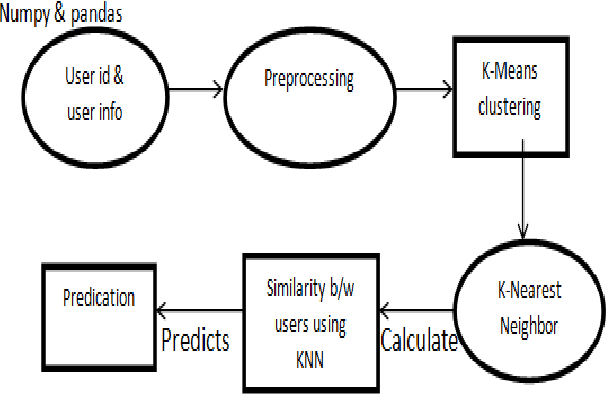 Numpy & pandas
User id &
user info
Preprocessing
K-Means
clustering
K-Nearest
Neighbor
Calculate
Similarity b/w
users using
KNN
Predicts
Predication